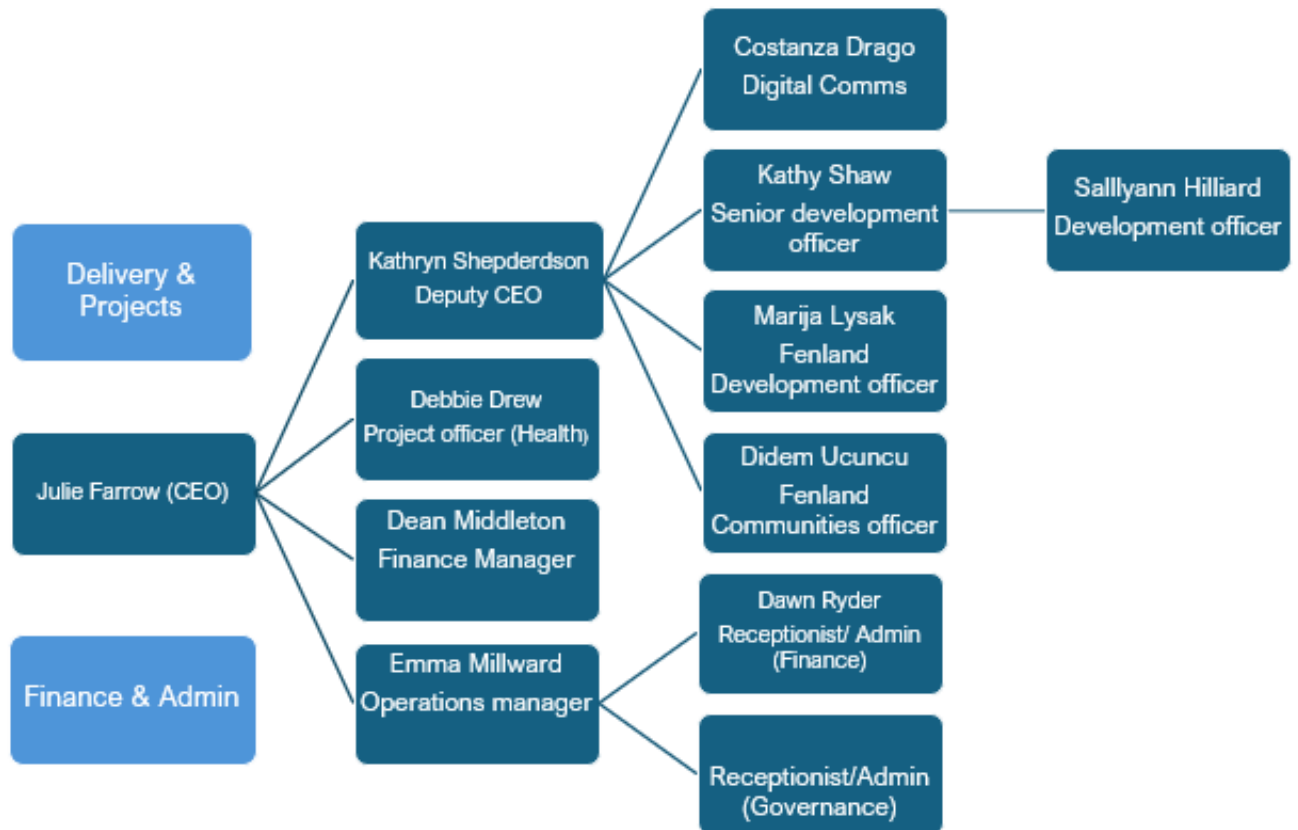 Delivery &
Projects
Julie Farrow (CEO)
Finance & Admin
Kathryn Shepderdson
Deputy CEO
Debbie Drew
Project officer (Health)
Dean Middleton
Finance Manager
Emma Millward
Operations manager
Costanza Drago
Digital Comms
Kathy Shaw
Senior development
officer
Marija Lysak
Fenland
Development officer
Didem Ucuncu
Fenland
Communities officer
Dawn Ryder
Receptionist/ Admin
(Finance)
Receptionist/Admin
(Governance)
Salllyann Hilliard
Development officer